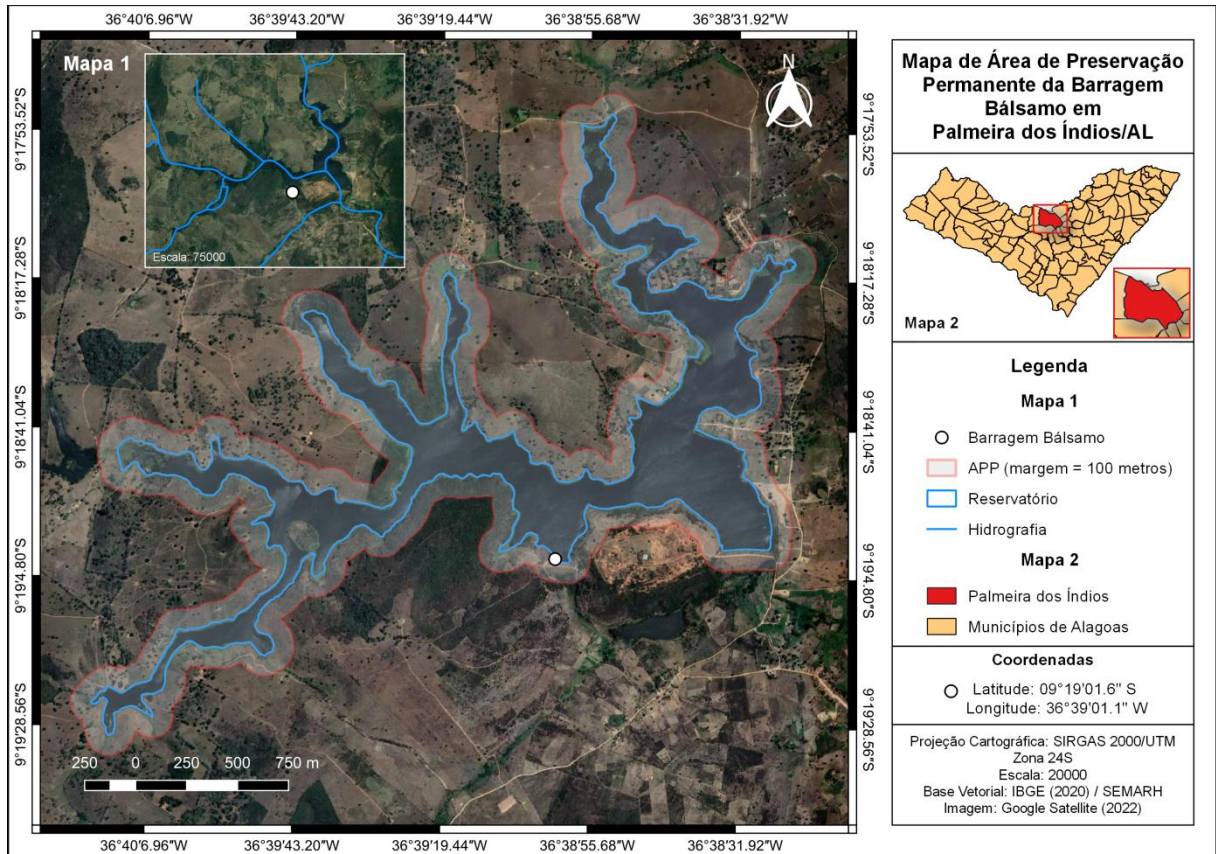 36°40'6.96"W 36°39'43.20"W 36°39'19.44"W 36°38'55.68"W 36°38'31.92"W
Mapa 1
Escala: 75000
N
9°17'53.52"S
9°18'17.28"S
9°18'41.04"S
9°19'4.80"S
9°19'28.56"S
9°17'53.52"S
9°18'17.28"S
9°18'41.04"S
9°19'4.80"S
9°19'28.56"S
250 0 250 500 750 m
36°40'6.96"W 36°39'43.20"W 36°39'19.44"W 36°38'55.68"W 36°38'31.92"W
Mapa de Área de Preservação
Permanente da Barragem
Bálsamo em
Palmeira dos Índios/AL
Mapa 2
Legenda
Mapa 1
Barragem Bálsamo
APP (margem = 100 metros)
Reservatório
Hidrografia
Mapa 2
Palmeira dos Índios
Municípios de Alagoas
Coordenadas
Latitude: 09°19'01.6" S
Longitude: 36°39'01.1" W
Projeção Cartográfica: SIRGAS 2000/UTM
Zona 24S
Escala: 20000
Base Vetorial: IBGE (2020) / SEMARH
Imagem: Google Satellite (2022)